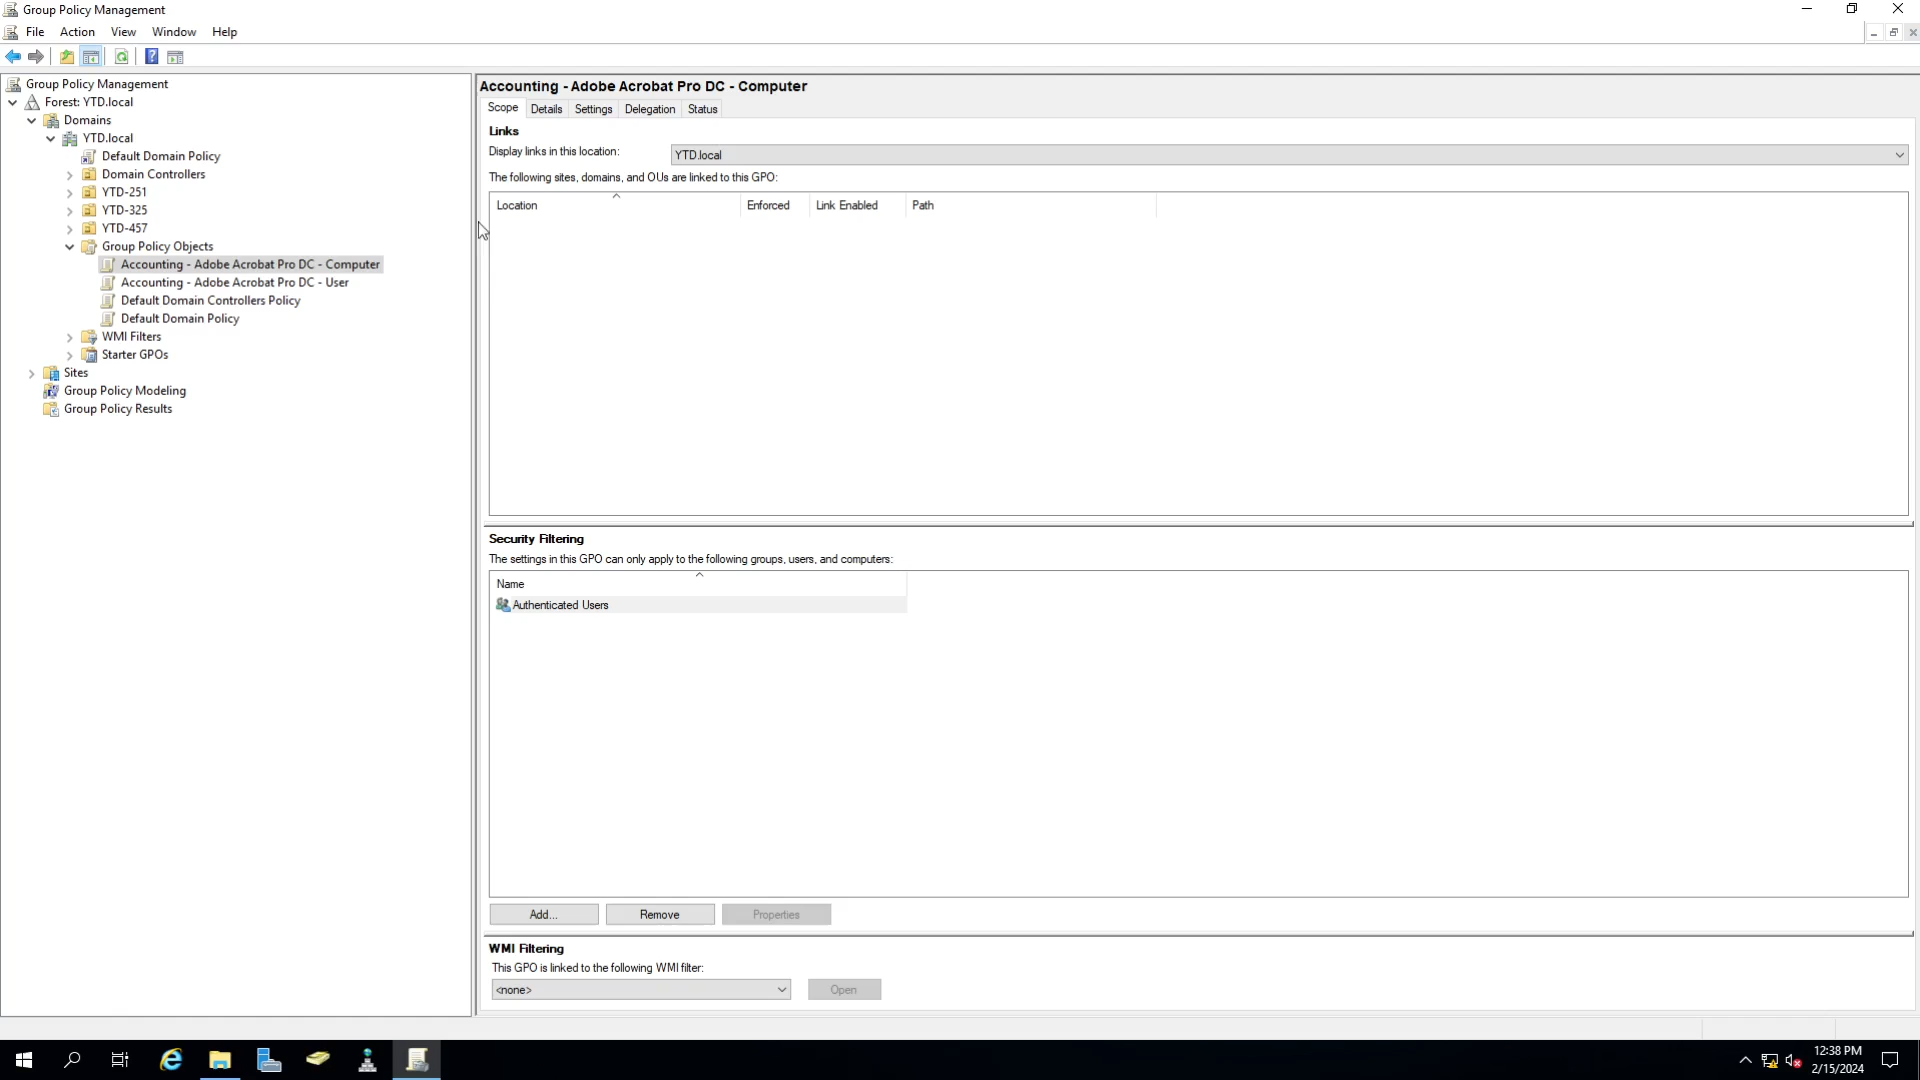 Group Policy Management
File Action View Window Help
Group Policy Management
Forest: YTD.local
Domains
YTD.local
Default Domain Policy
Domain Controllers
YTD-251
YTD-325
YTD-457
Group Policy Objects
Accounting - Adobe Acrobat Pro DC - Computer
Accounting - Adobe Acrobat Pro DC - User
Default Domain Controllers Policy
Default Domain Policy
WMI Filters
Starter GPOs
Sites
Group Policy Modeling
Group Policy Results
Accounting - Adobe Acrobat Pro DC - Computer
Scope Details Settings Delegation Status
Links
Display links in this location: YTD.local
The following sites, domains, and OUs are linked to this GPO:
Location Enforced Link Enabled Path
Security Filtering
The settings in this GPO can only apply to the following groups, users, and computers:
Name
Authenticated Users
Add... Remove Properties
WMI Filtering
This GPO is linked to the following WMI filter:
<none> Open
12:38 PM
2/15/2024